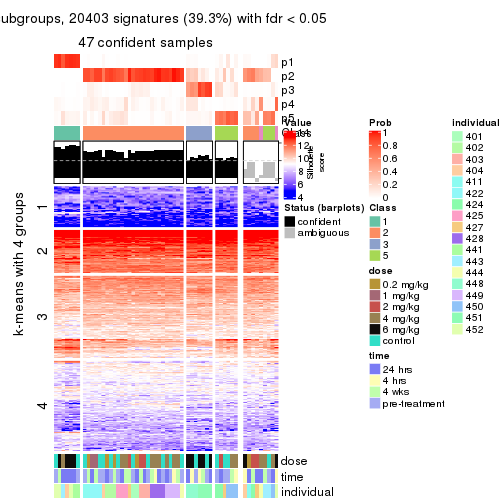 ubgroups, 20403 signatures (39.3%) with fdr < 0.05
47 confident samples
p1
p2
p3
p4
p5
Class
Silhouette
score
k-means with 4 groups
1
2
3
4
dose
time
individual
Value
12
10
8
6
4
Status (barplots)
confident
ambiguous
Prob
1
0.8
0.6
0.4
0.2
0
Class
1
2
3
5
dose
0.2 mg/kg
1 mg/kg
2 mg/kg
4 mg/kg
6 mg/kg
control
time
24 hrs
4 hrs
4 wks
pre-treatment
individual
401
402
403
404
411
422
424
425
427
428
441
443
444
448
449
450
451
452